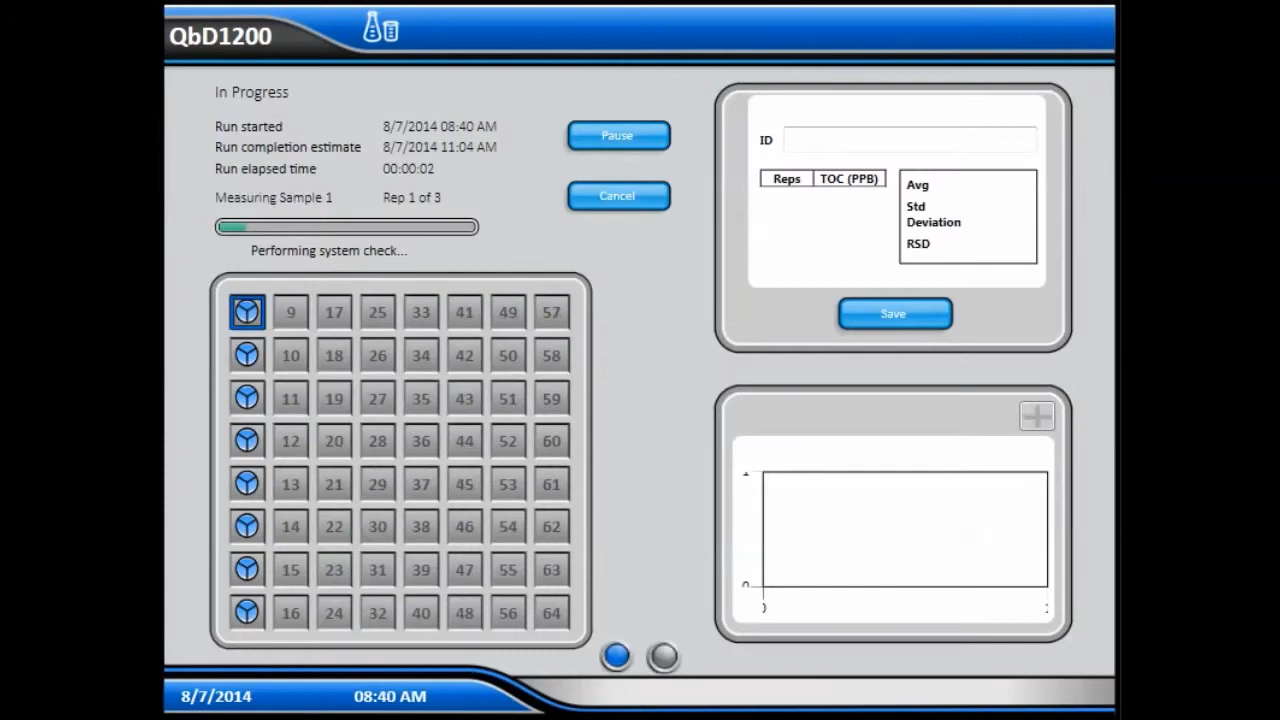 QbD1200
In Progress
Run started 8/7/2014 08:40 AM
Run completion estimate 8/7/2014 11:04 AM
Run elapsed time 00:00:02
Measuring Sample 1 Rep 1 of 3
Performing system check...
Pause
Cancel
9 17 25 33 41 49 57
10 18 26 34 42 50 58
11 19 27 35 43 51 59
12 20 28 36 44 52 60
13 21 29 37 45 53 61
14 22 30 38 46 54 62
15 23 31 39 47 55 63
16 24 32 40 48 56 64
ID
Reps TOC (PPB)
Avg
Std
Deviation
RSD
Save
1
0
0 1
8/7/2014 08:40 AM